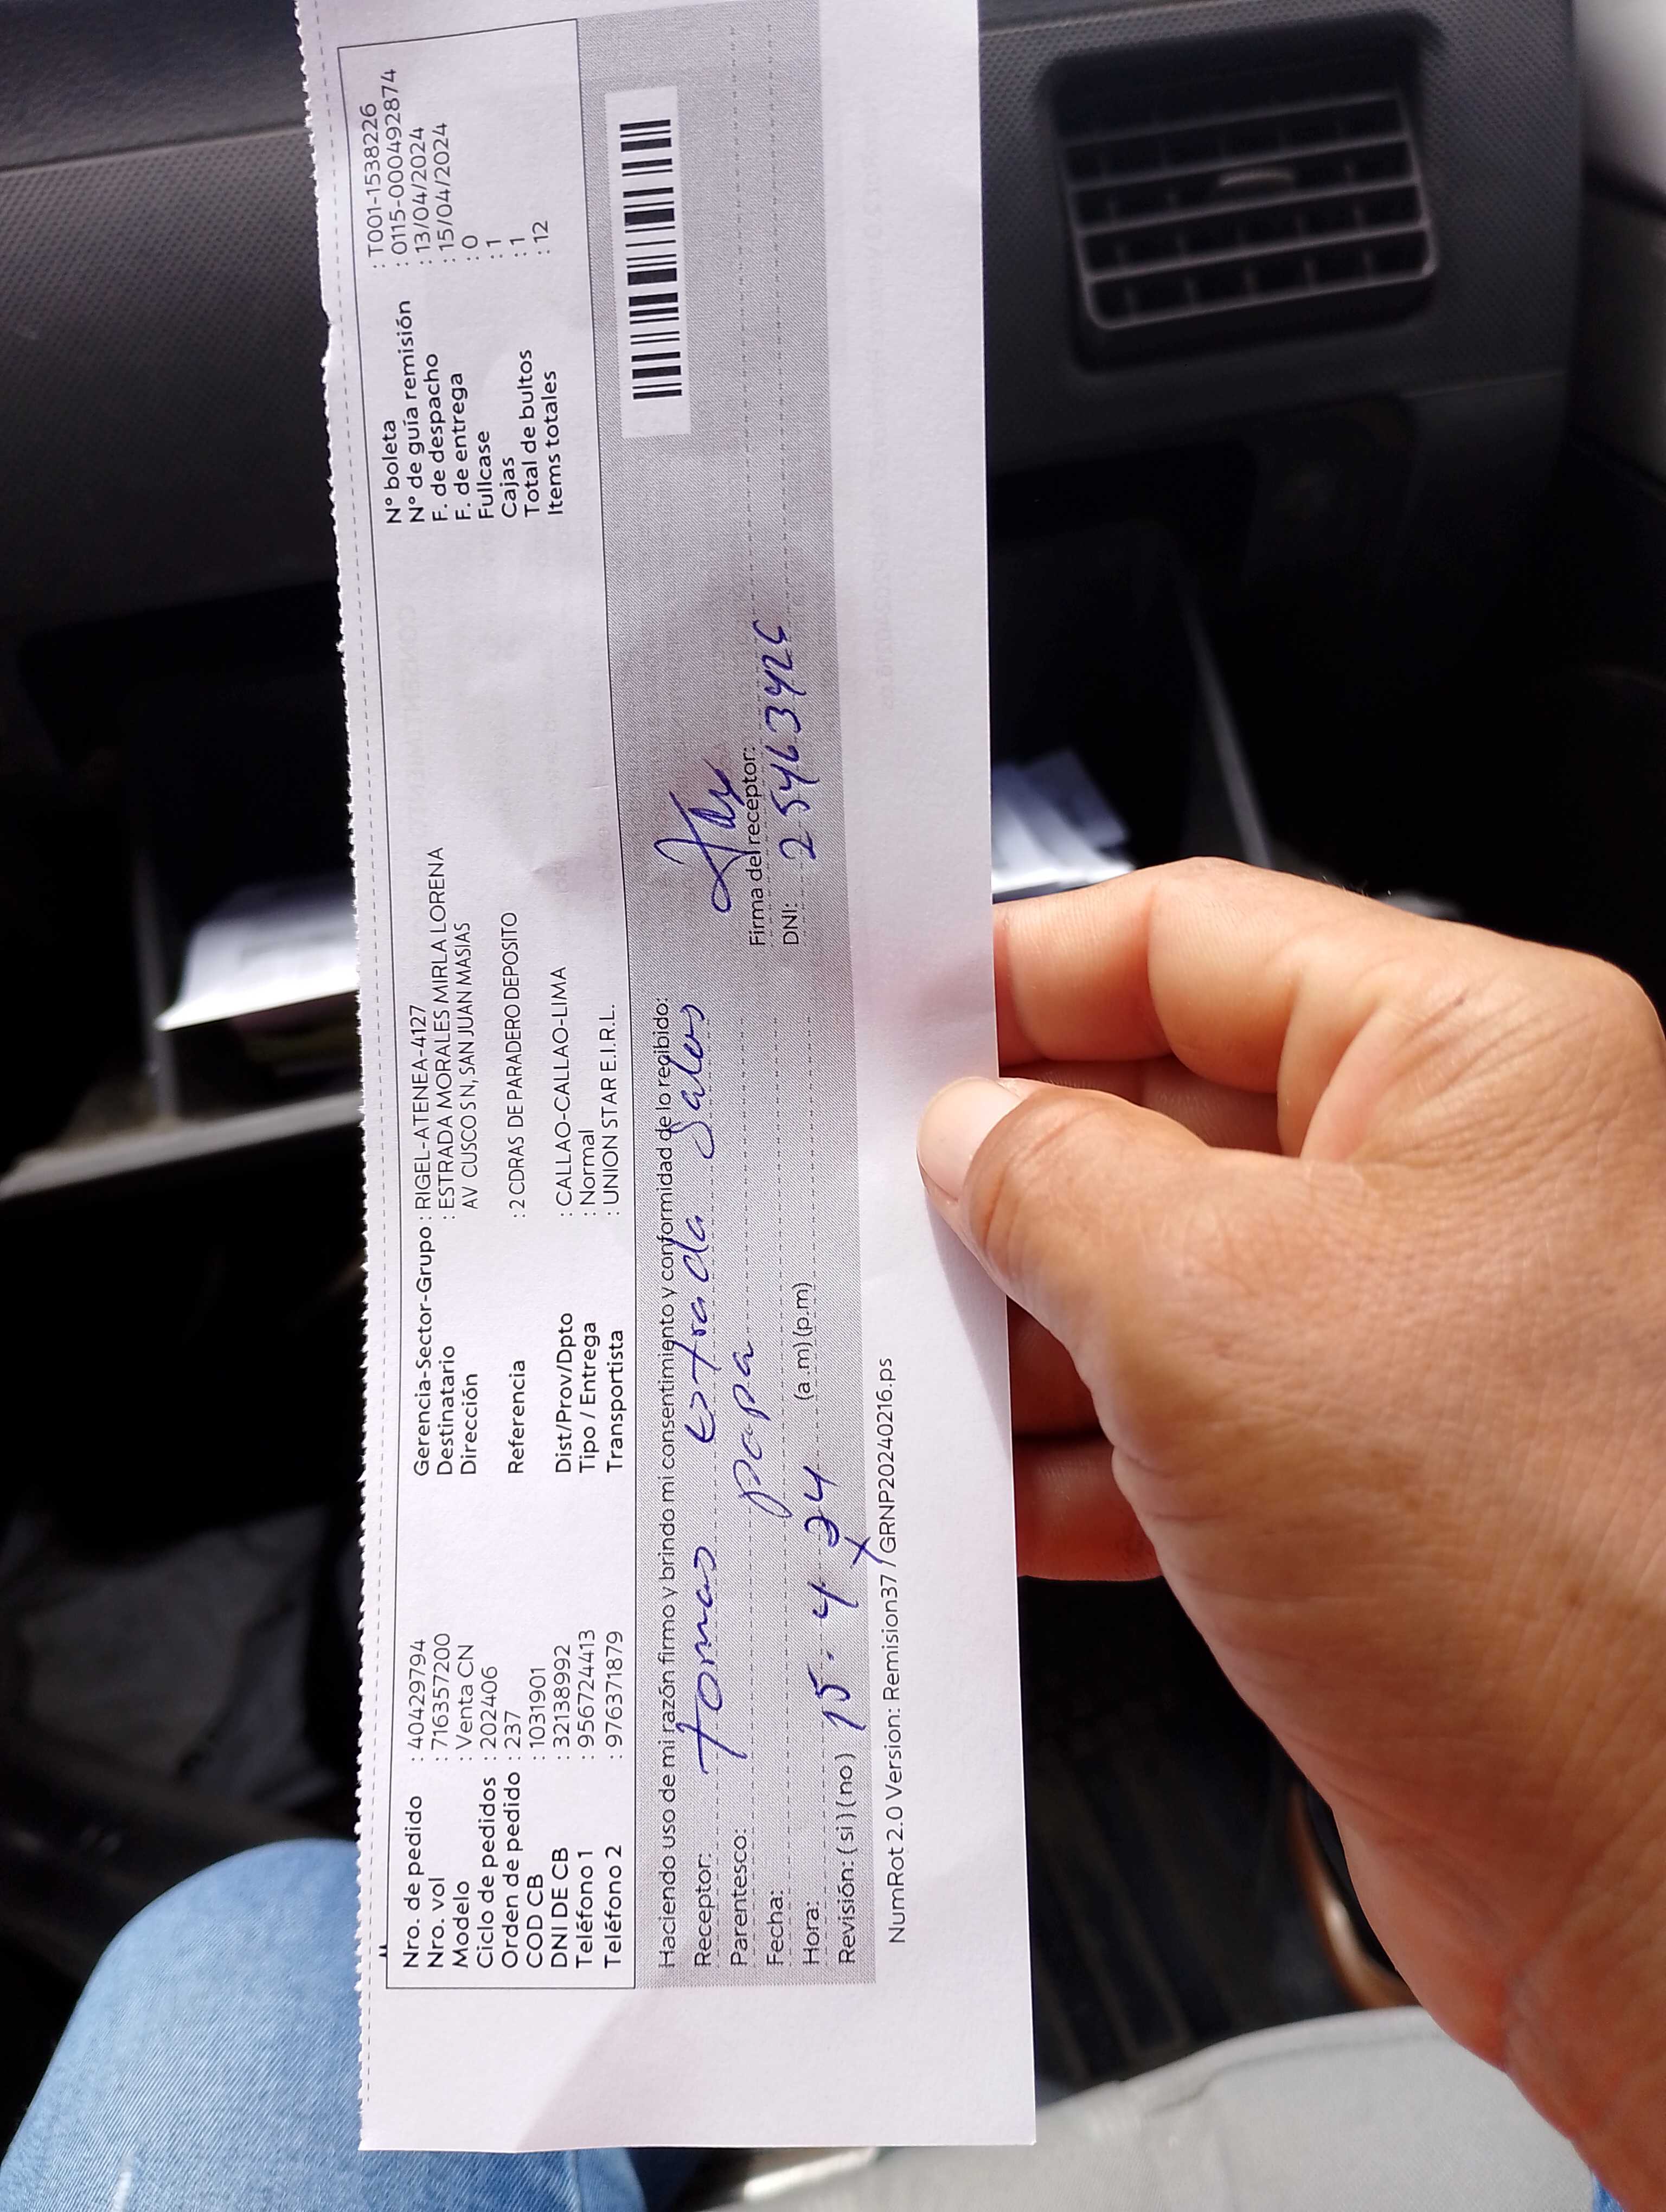 Nro. de pedido : 40429794
Nro. vol : 716357200
Modelo : Venta CN
Ciclo de pedidos : 202406
Orden de pedido : 237
COD CB : 1031901
DNI DE CB : 32138992
Teléfono 1 : 956724413
Teléfono 2 : 976371879
Gerencia-Sector-Grupo : RIGEL-ATENEA-4127
Destinatario : ESTRADA MORALES MIRLA LORENA
Dirección AV CUSCO SN, SAN JUAN MASIAS
Referencia : 2 CDRAS DE PARADERO DEPOSITO
Dist/Prov/Dpto : CALLAO-CALLAO-LIMA
Tipo / Entrega : Normal
Transportista : UNION STAR E.I.R.L.
N° boleta : T001-1538226
N° de guía remisión : 0115-0000492874
F. de despacho : 13/04/2024
F. de entrega : 15/04/2024
Fullcase : 0
Cajas : 1
Total de bultos : 1
Items totales : 12
Haciendo uso de mi razón firmo y brindo mi consentimiento y conformidad de lo recibido:
Receptor: Tomas Estrada Salas
Parentesco: papa
Fecha:
Hora: 15. 4 24 (a.m)(p.m)
Revisión: (si)(no)
Firma del receptor:
DNI: 25463426
NumRot 2.0 Version: Remision37 / GRNP20240216.ps